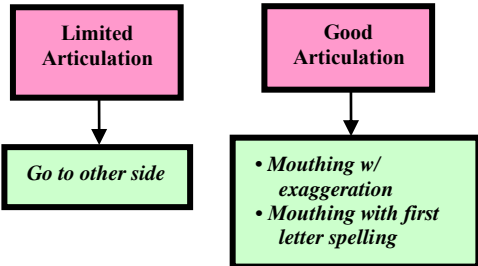 Limited
Articulation
Good
Articulation
Go to other side
• Mouthing w/
exaggeration
• Mouthing with first
letter spelling